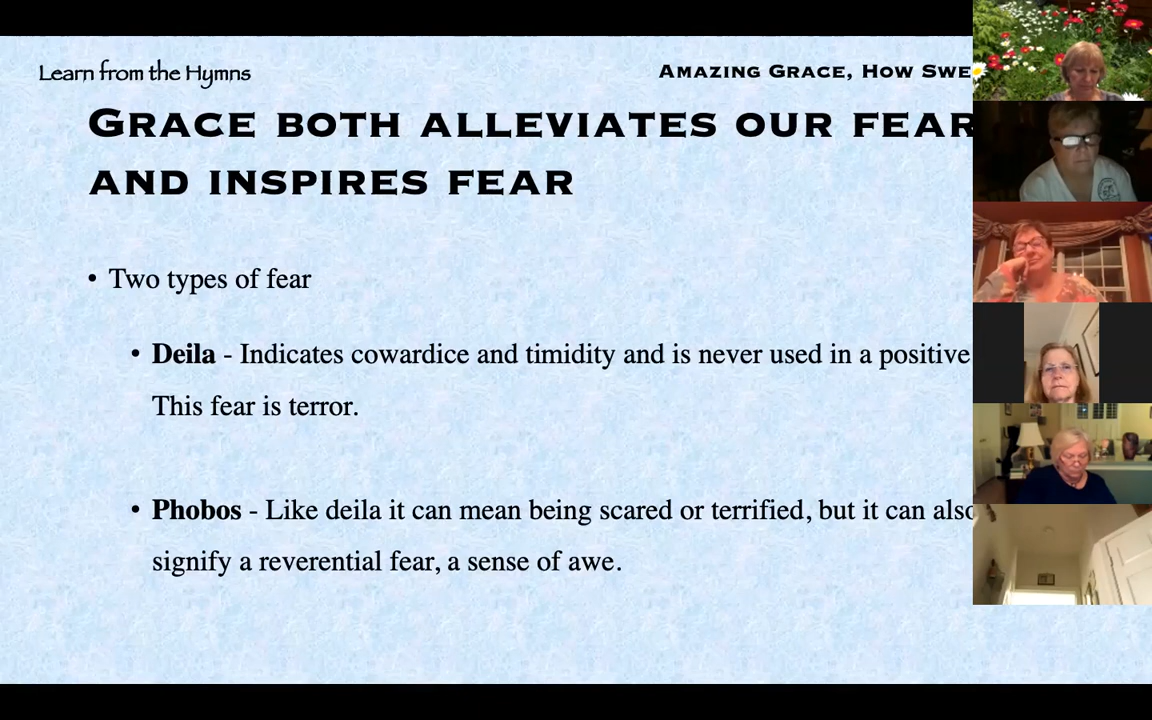 Learn from the Hymns
Amazing Grace, How Swe
Grace both alleviates our fear
and inspires fear
• Two types of fear
• Deila - Indicates cowardice and timidity and is never used in a positive
This fear is terror.
• Phobos - Like deila it can mean being scared or terrified, but it can also
signify a reverential fear, a sense of awe.